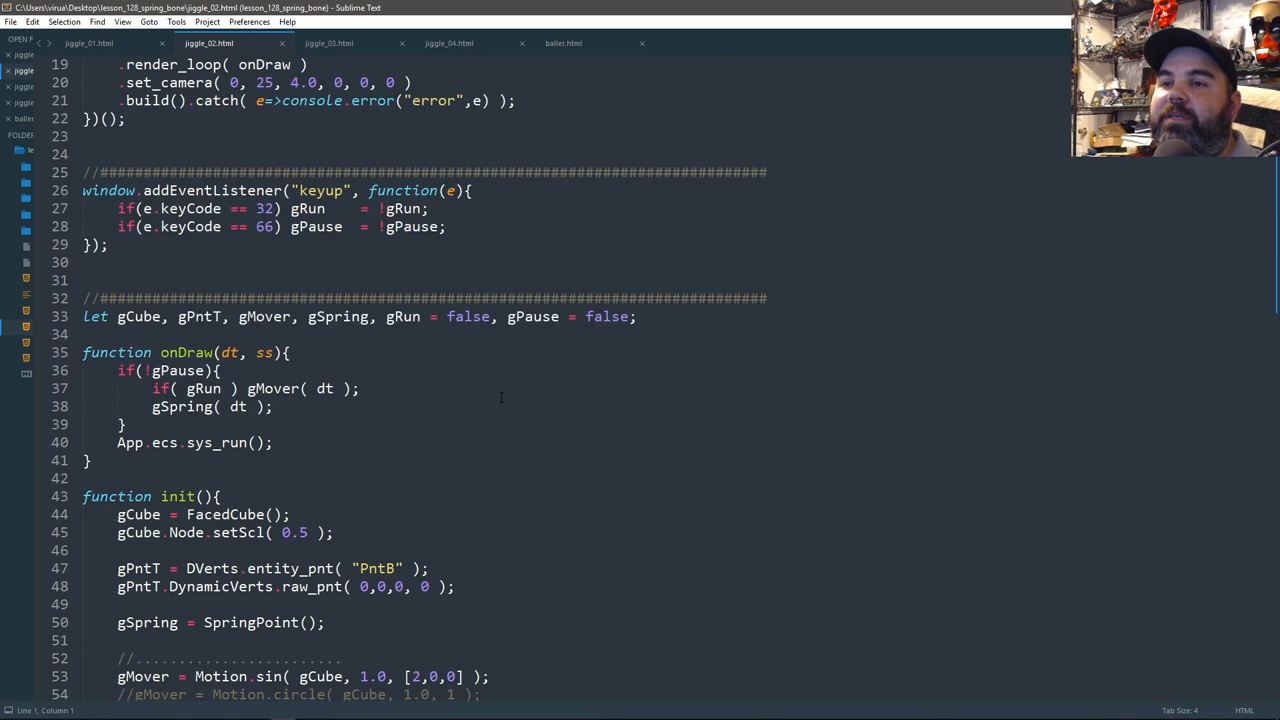 C:\Users\virua\Desktop\lesson_128_spring_bone\jiggle_02.html (lesson_128_spring_bone) - Sublime Text
File Edit Selection Find View Goto Tools Project Preferences Help
OPEN F
jiggle_01.html × jiggle_02.html × jiggle_03.html × jiggle_04.html × baller.html ×
jiggle
jiggle
jiggle
jiggle
baller
FOLDER
le
19 .render_loop( onDraw )
20 .set_camera( 0, 25, 4.0, 0, 0, 0 )
21 .build().catch( e=>console.error("error",e) );
22 })();
23
24
25 //#############################################################################
26 window.addEventListener("keyup", function(e){
27 if(e.keyCode == 32) gRun = !gRun;
28 if(e.keyCode == 66) gPause = !gPause;
29 });
30
31
32 //#############################################################################
33 let gCube, gPntT, gMover, gSpring, gRun = false, gPause = false;
34
35 function onDraw(dt, ss){
36 if(!gPause){
37 if( gRun ) gMover( dt );
38 gSpring( dt );
39 }
40 App.ecs.sys_run();
41 }
42
43 function init(){
44 gCube = FacedCube();
45 gCube.Node.setScl( 0.5 );
46
47 gPntT = DVerts.entity_pnt( "PntB" );
48 gPntT.DynamicVerts.raw_pnt( 0,0,0, 0 );
49
50 gSpring = SpringPoint();
51
52 //........................
53 gMover = Motion.sin( gCube, 1.0, [2,0,0] );
54 //gMover = Motion.circle( gCube, 1.0, 1 );
Line 1, Column 1 Tab Size: 4 HTML